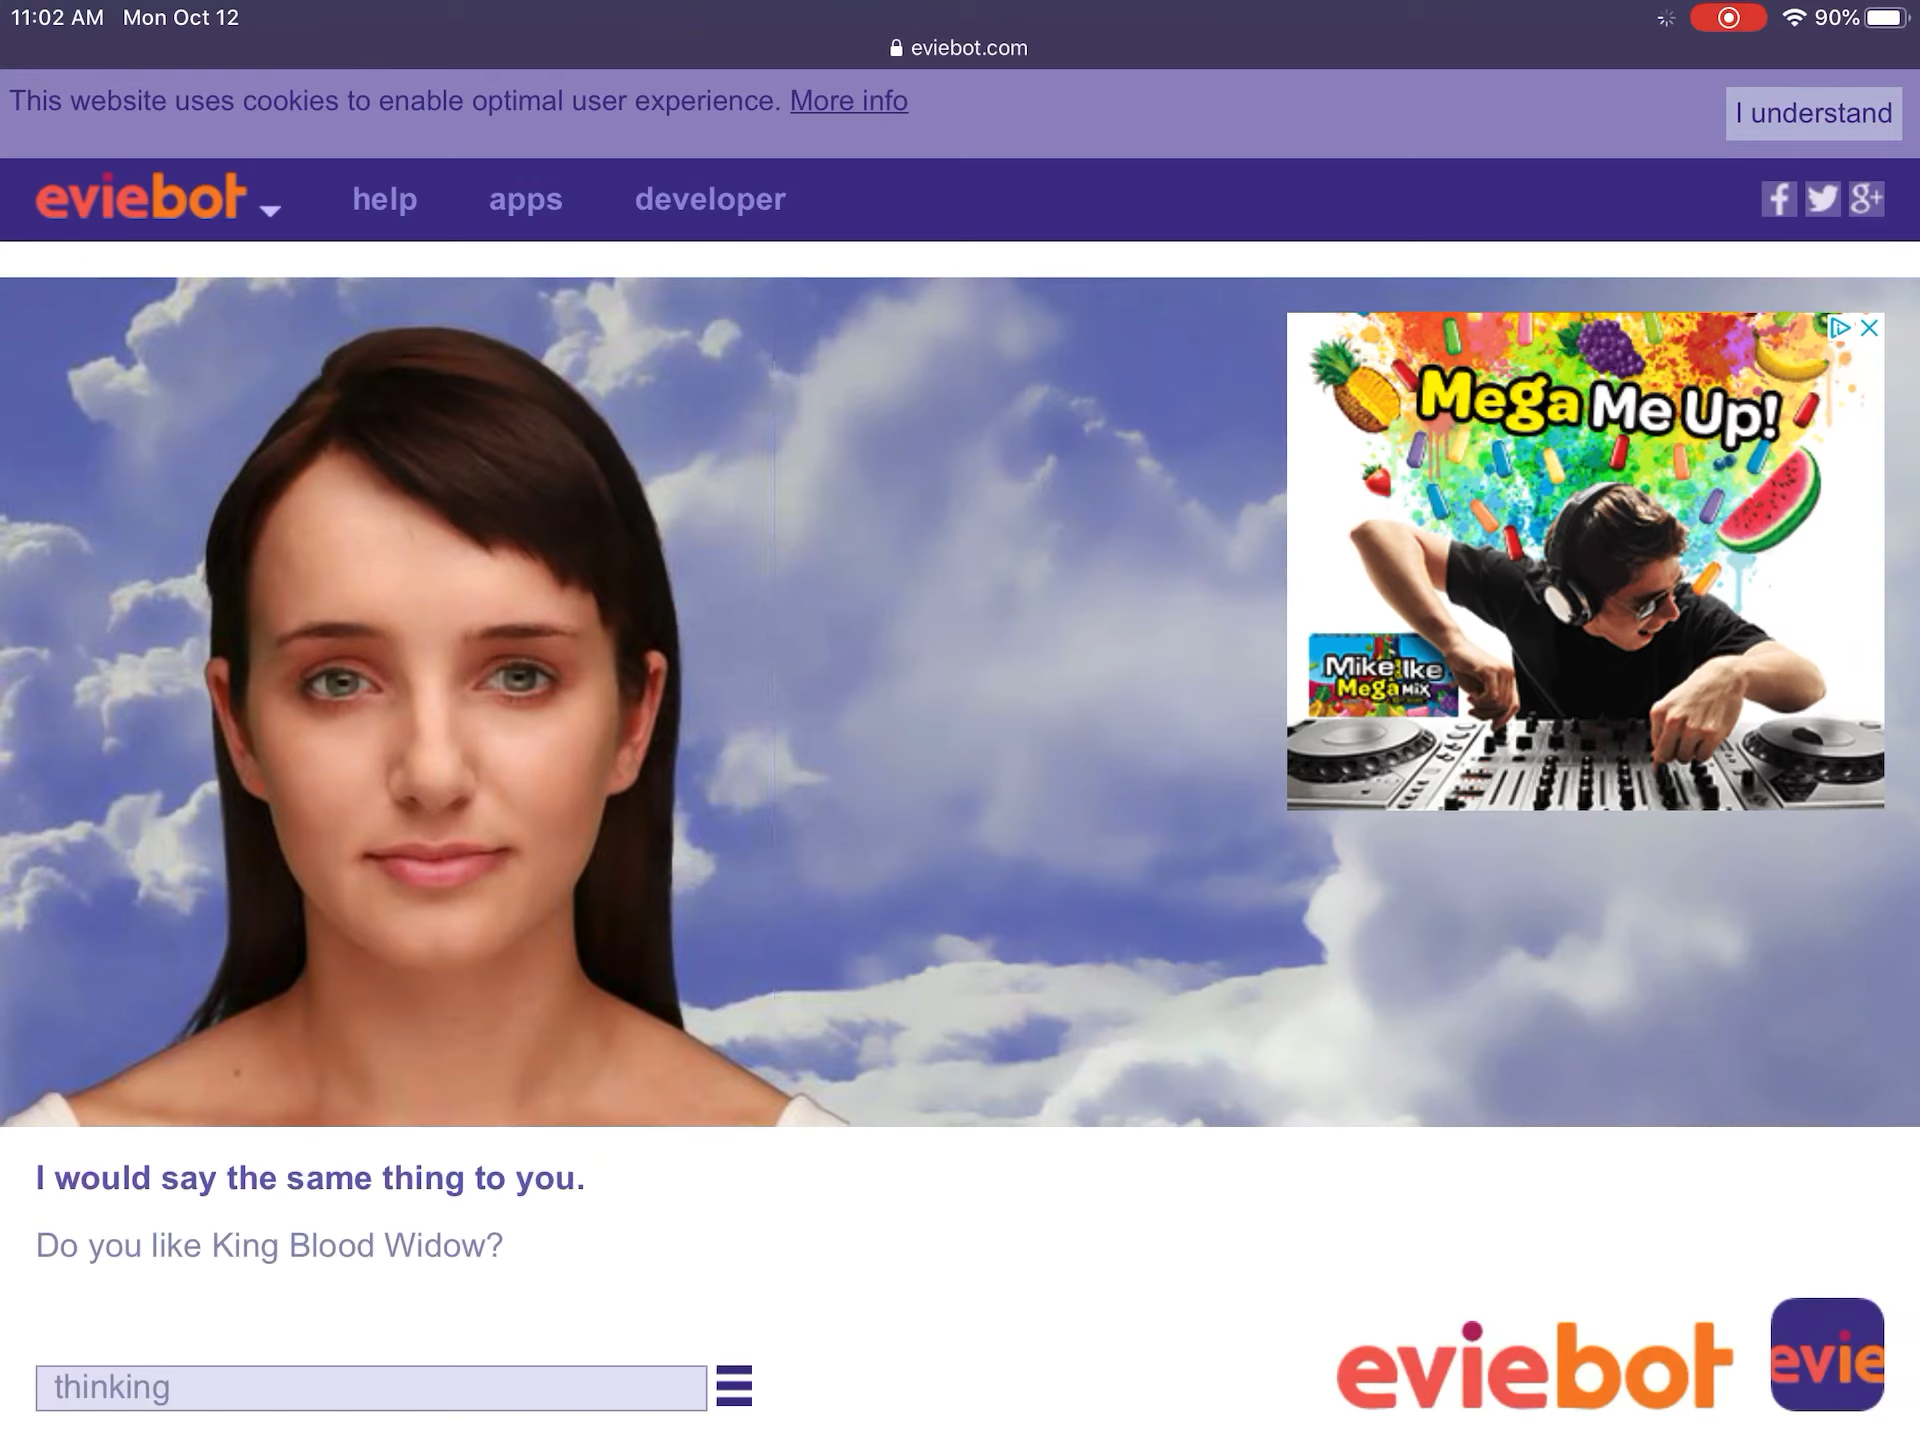 11:02 AM Mon Oct 12 90%
eviebot.com
This website uses cookies to enable optimal user experience. More info
I understand
eviebot help apps developer f g+
Mega Me Up!
Mike and Ike
Mega Mix
I would say the same thing to you.
Do you like King Blood Widow?
thinking
eviebot evie